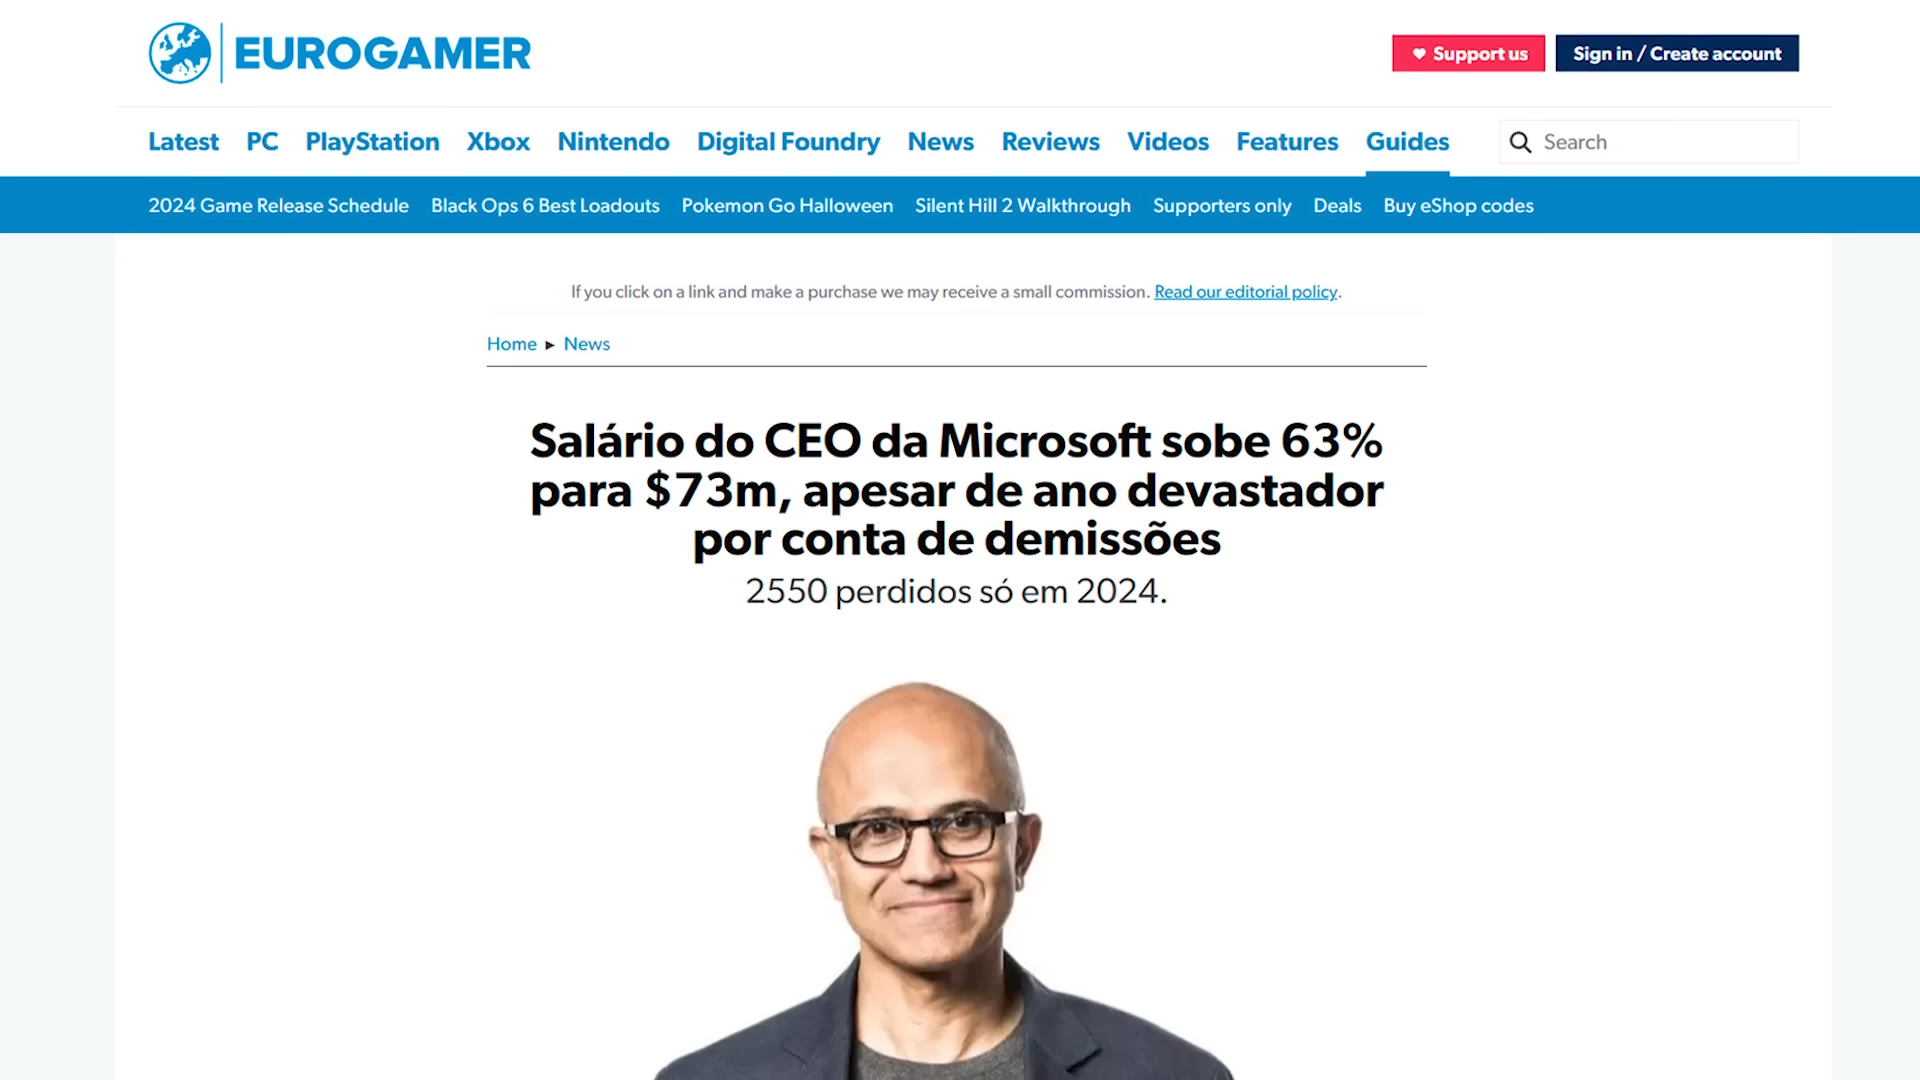 EUROGAMER
Support us
Sign in / Create account
Latest PC PlayStation Xbox Nintendo Digital Foundry News Reviews Videos Features Guides
Search
2024 Game Release Schedule Black Ops 6 Best Loadouts Pokemon Go Halloween Silent Hill 2 Walkthrough Supporters only Deals Buy eShop codes
If you click on a link and make a purchase we may receive a small commission. Read our editorial policy.
Home ▸ News
Salário do CEO da Microsoft sobe 63%
para $73m, apesar de ano devastador
por conta de demissões
2550 perdidos só em 2024.